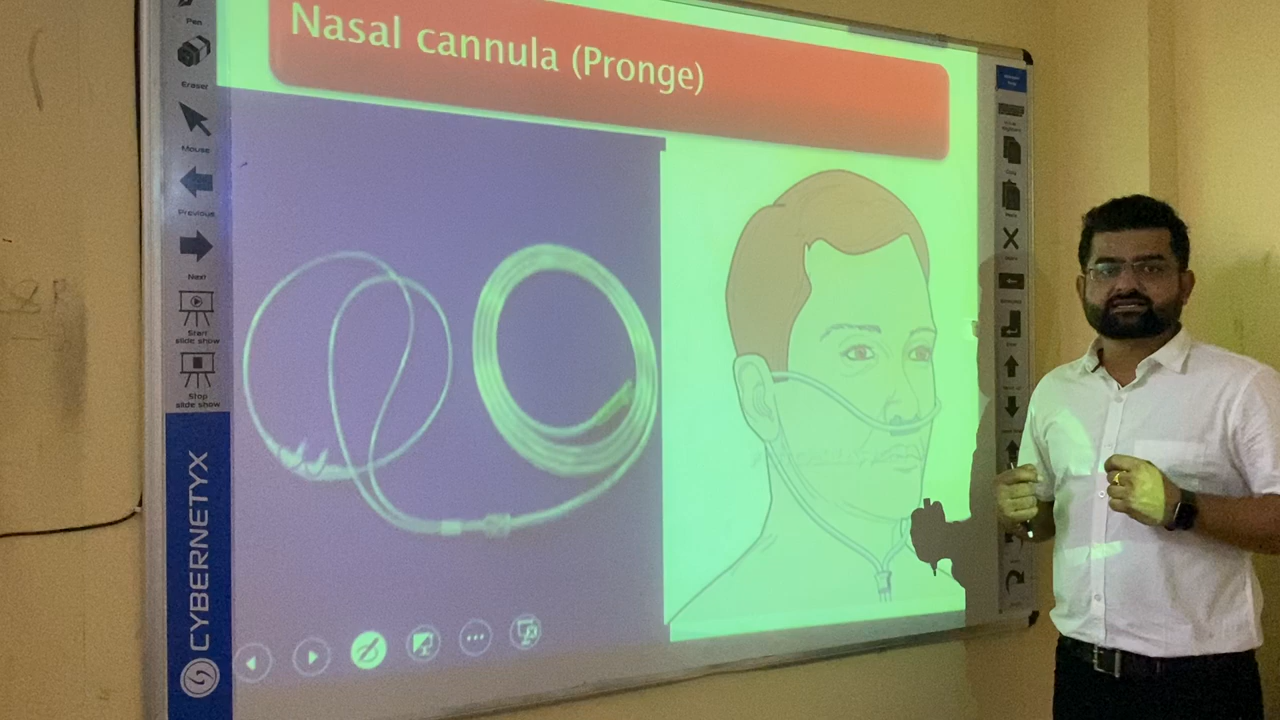 Nasal cannula (Pronge)
Pen
Eraser
Mouse
Previous
Next
Start
slide show
Stop
slide show
CYBERNETYX